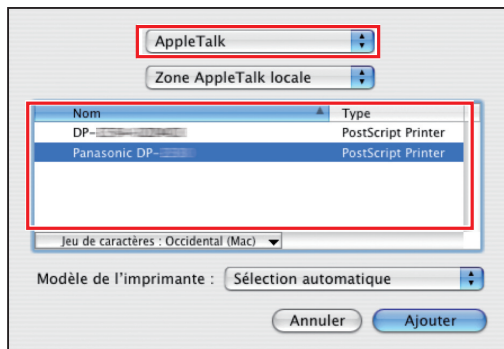 AppleTalk
Zone AppleTalk locale
Nom Type
DP- PostScript Printer
Panasonic DP- PostScript Printer
Jeu de caractères : Occidental (Mac)
Modèle de l'imprimante : Sélection automatique
Annuler Ajouter